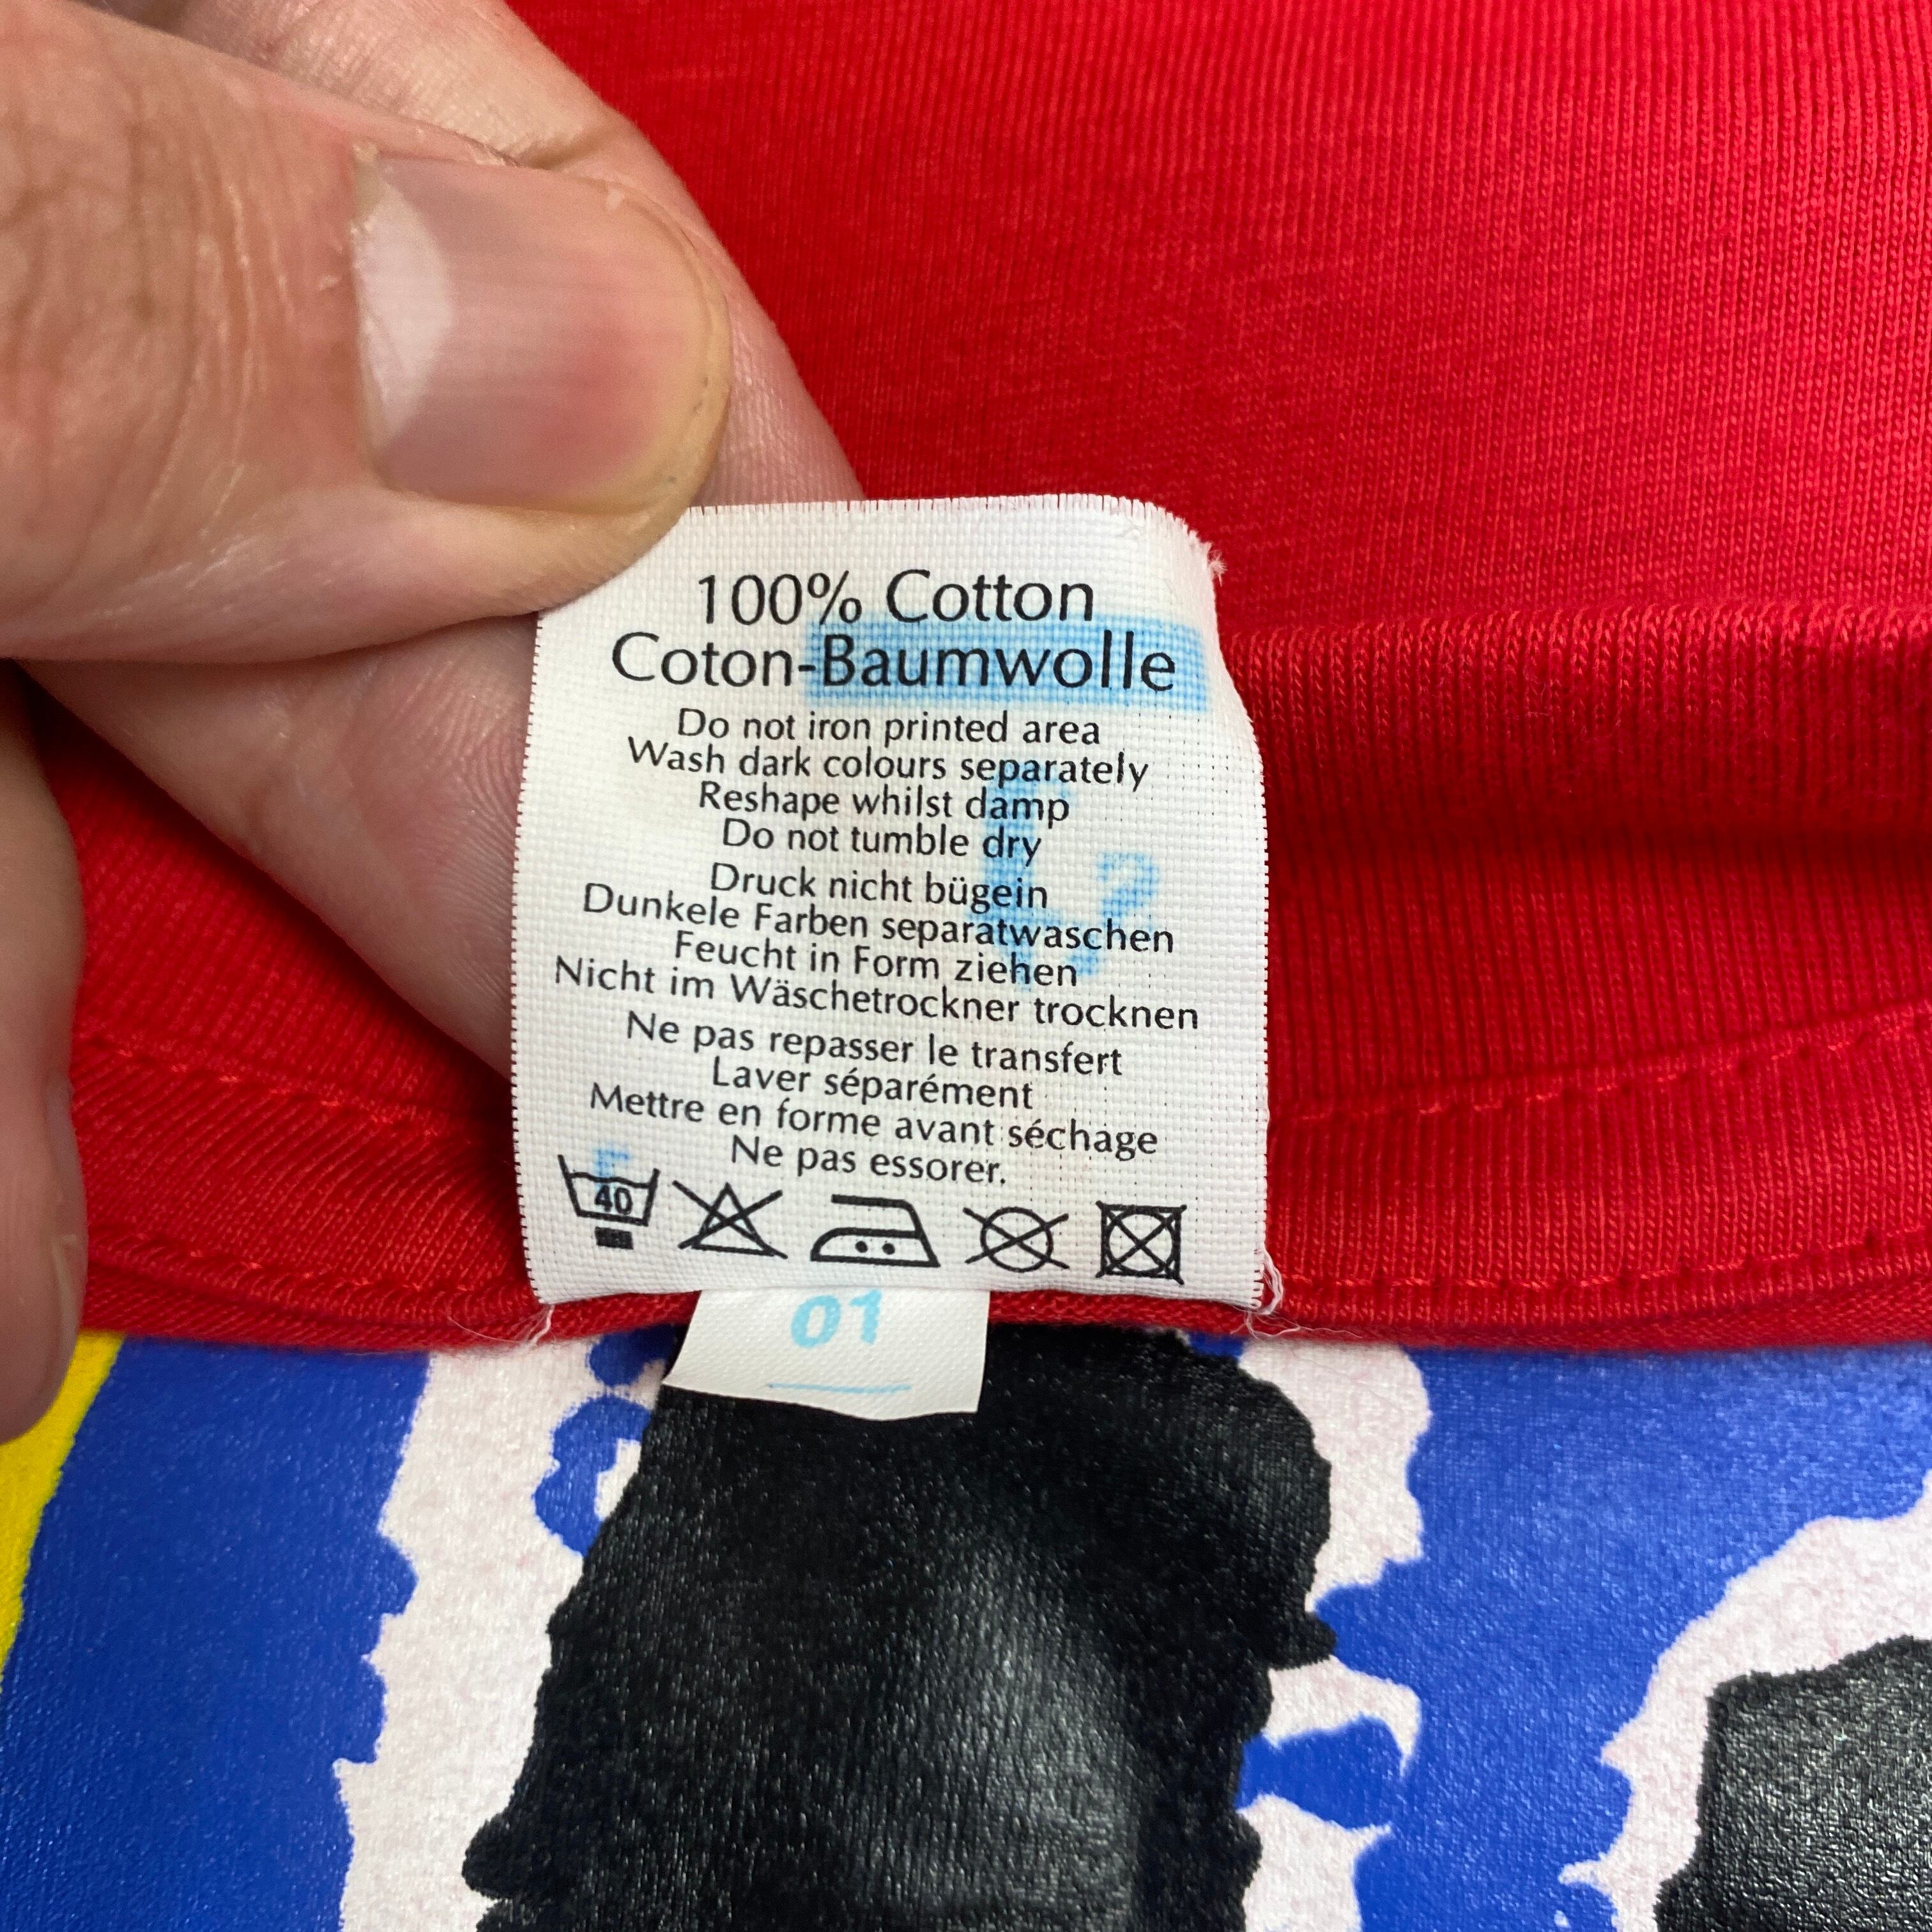 100% Cotton
Coton-Baumwolle
Do not iron printed area
Wash dark colours separately
Reshape whilst damp
Do not tumble dry
Druck nicht bügein
Dunkele Farben separatwaschen
Feucht in Form ziehen
Nicht im Wäschetrockner trocknen
Ne pas repasser le transfert
Laver séparément
Mettre en forme avant séchage
Ne pas essorer.
40
01